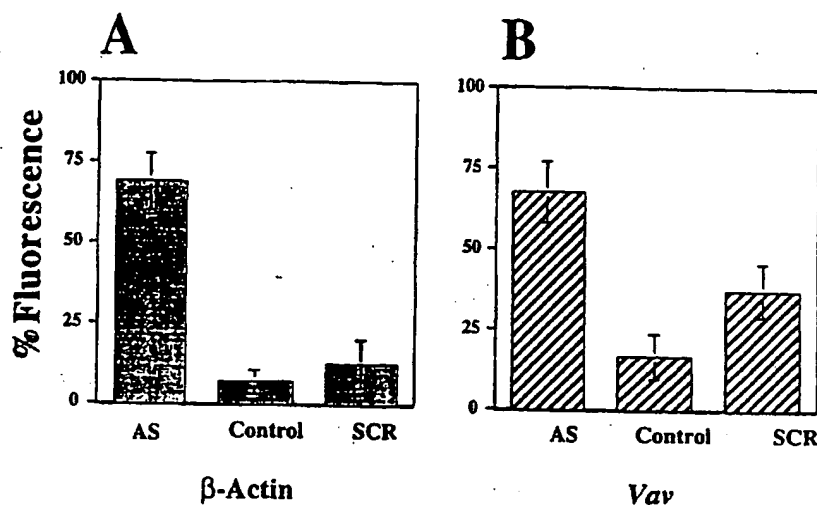 A
B
% Fluorescence
100
75
50
25
0
AS Control SCR
β-Actin
100
75
50
25
0
AS Control SCR
Vav